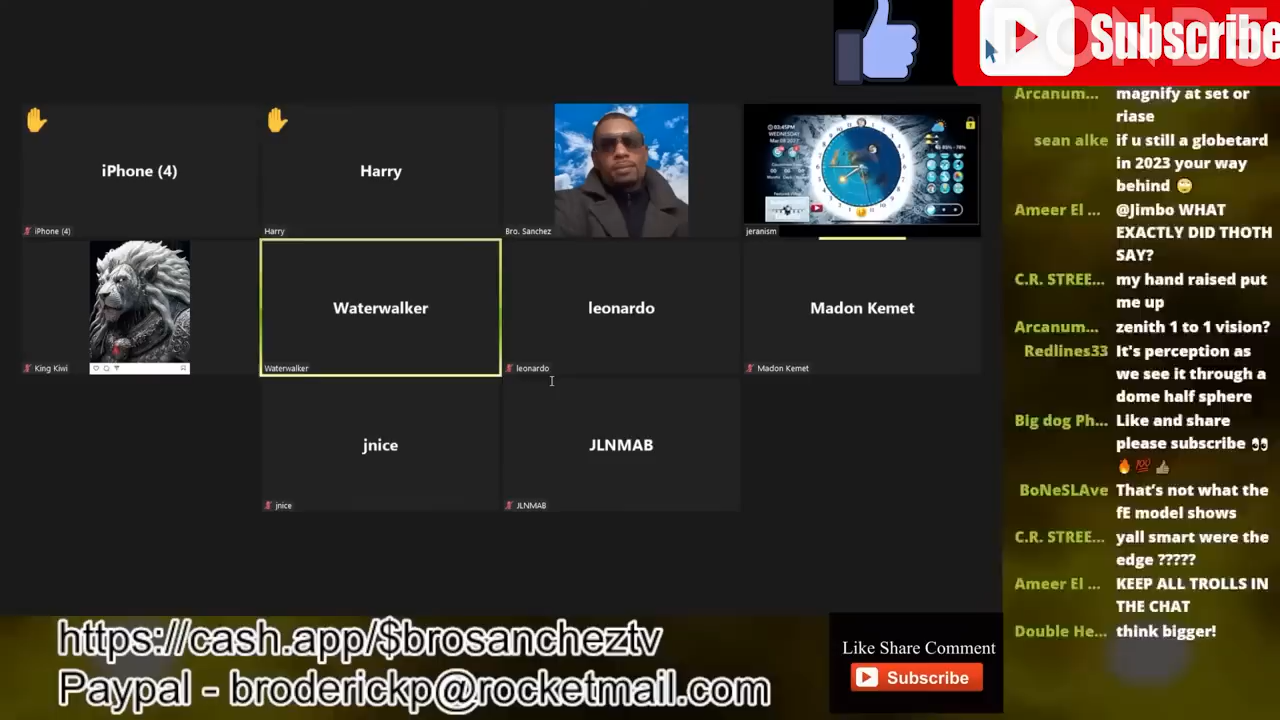 Subscribe
POND5
iPhone (4)
iPhone (4)
Harry
Harry
Bro. Sanchez
03:45PM
WEDNESDAY
jeranism
King Kiwi
Waterwalker
Waterwalker
leonardo
leonardo
Madon Kemet
Madon Kemet
jnice
jnice
JLNMAB
JLNMAB
Arcanum... magnify at set or
riase
sean alke if u still a globetard
in 2023 your way
behind 🙄
Ameer El ... @Jimbo WHAT
EXACTLY DID THOTH
SAY?
C.R. STREE... my hand raised put
me up
Arcanum... zenith 1 to 1 vision?
Redlines33 It's perception as
we see it through a
dome half sphere
Big dog Ph... Like and share
please subscribe 👀
🔥 💯 👍
BoNeSLAve That's not what the
fE model shows
C.R. STREE... yall smart were the
edge ?????
Ameer El ... KEEP ALL TROLLS IN
THE CHAT
Double He... think bigger!
https://cash.app/$brosancheztv
Paypal - broderickp@rocketmail.com
Like Share Comment
Subscribe